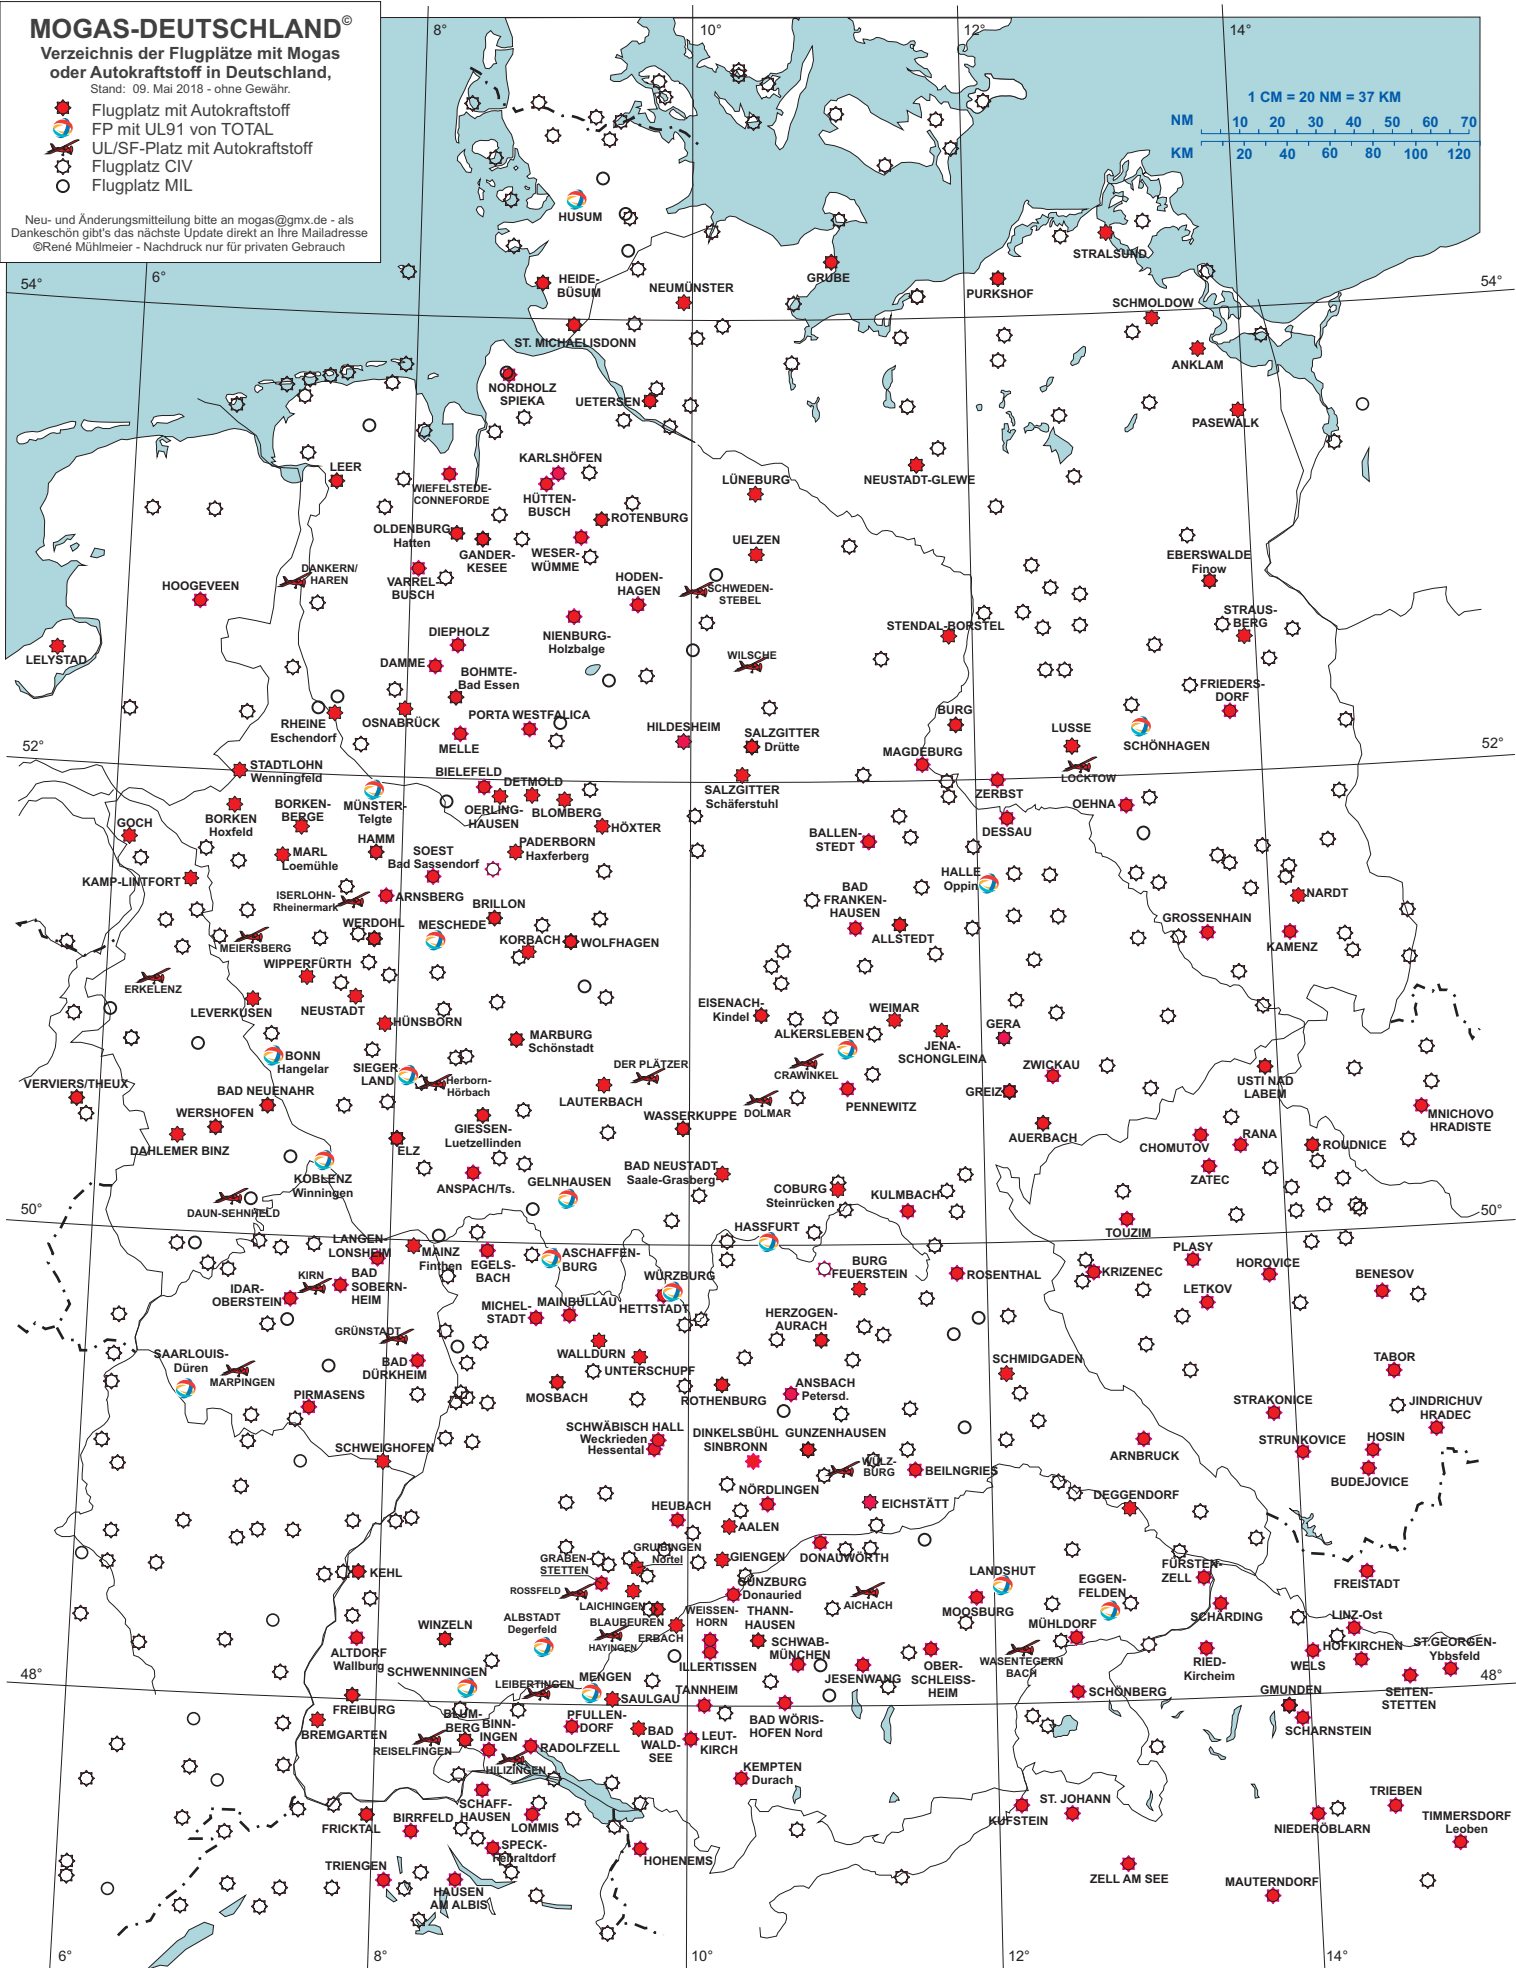 MOGAS-DEUTSCHLAND©
Verzeichnis der Flugplätze mit Mogas
oder Autokraftstoff in Deutschland,
Stand: 09. Mai 2018 - ohne Gewähr.
Flugplatz mit Autokraftstoff
FP mit UL91 von TOTAL
UL/SF-Platz mit Autokraftstoff
Flugplatz CIV
Flugplatz MIL
Neu- und Änderungsmitteilung bitte an mogas@gmx.de - als
Dankeschön gibt's das nächste Update direkt an Ihre Mailadresse
©René Mühlmeier - Nachdruck nur für privaten Gebrauch
8°
10°
12°
14°
1 CM = 20 NM = 37 KM
NM 10 20 30 40 50 60 70
KM 20 40 60 80 100 120
54°
6°
54°
HUSUM
STRALSUND
HEIDE-
BÜSUM
NEUMÜNSTER
GRUBE
PURKSHOF
SCHMOLDOW
ST. MICHAELISDONN
ANKLAM
NORDHOLZ
SPIEKA
UETERSEN
PASEWALK
LEER
WIEFELSTEDE-
CONNEFORDE
KARLSHÖFEN
HÜTTEN-
BUSCH
LÜNEBURG
NEUSTADT-GLEWE
ROTENBURG
OLDENBURG
Hatten
GANDER-
KESEE
WESER-
WÜMME
UELZEN
EBERSWALDE
Finow
DANKERN/
HAREN
VARREL-
BUSCH
HOOGEVEEN
HODEN-
HAGEN
SCHWEDEN-
STEBEL
STRAUS-
BERG
LELYSTAD
DIEPHOLZ
NIENBURG-
Holzbalge
STENDAL-BORSTEL
DAMME
BOHMTE-
Bad Essen
WILSCHE
FRIEDERS-
DORF
RHEINE
Eschendorf
OSNABRÜCK
PORTA WESTFALICA
MELLE
HILDESHEIM
SALZGITTER
Drütte
BURG
LUSSE
SCHÖNHAGEN
52°
52°
STADTLOHN
Wenningfeld
MAGDEBURG
LOCKTOW
BIELEFELD
DETMOLD
SALZGITTER
Schäferstuhl
ZERBST
OEHNA
BORKEN
Hoxfeld
BORKEN-
BERGE
MÜNSTER-
Telgte
OERLING-
HAUSEN
BLOMBERG
HÖXTER
DESSAU
GOCH
MARL
Loemühle
HAMM
SOEST
Bad Sassendorf
PADERBORN
Haxferberg
BALLEN-
STEDT
KAMP-LINTFORT
ISERLOHN-
Rheinermark
ARNSBERG
HALLE
Oppin
BAD
FRANKEN-
HAUSEN
NARDT
BRILLON
WERDOHL
MESCHEDE
ALLSTEDT
GROSSENHAIN
KAMENZ
MEIERSBERG
KORBACH
WOLFHAGEN
WIPPERFÜRTH
ERKELENZ
LEVERKUSEN
NEUSTADT
HÜNSBORN
EISENACH-
Kindel
WEIMAR
JENA-
SCHONGLEINA
GERA
MARBURG
Schönstadt
ALKERSLEBEN
BONN
Hangelar
SIEGER-
LAND
DER PLÄTZER
CRAWINKEL
ZWICKAU
USTI NAD
LABEM
VERVIERS/THEUX
BAD NEUENAHR
Herborn-
Hörbach
LAUTERBACH
DOLMAR
PENNEWITZ
GREIZ
MNICHOVO
HRADISTE
WERSHOFEN
DAHLEMER BINZ
GIESSEN-
Luetzellinden
WASSERKUPPE
AUERBACH
CHOMUTOV
RANA
ROUDNICE
ELZ
KOBLENZ
Winningen
ANSPACH/Ts.
GELNHAUSEN
BAD NEUSTADT
Saale-Grasberg
COBURG
Steinrücken
KULMBACH
ZATEC
DAUN-SEHNHELD
50°
50°
TOUZIM
LANGEN-
LONSHEIM
MAINZ
Finthen
EGELS-
BACH
ASCHAFFEN-
BURG
HASSFURT
PLASY
HOROVICE
KIRN
IDAR-
OBERSTEIN
BAD
SOBERN-
HEIM
WÜRZBURG
HETTSTADT
BURG
FEUERSTEIN
ROSENTHAL
KRIZENEC
LETKOV
BENESOV
MICHEL-
STADT
MAINBULLAU
HERZOGEN-
AURACH
GRÜNSTADT
SAARLOUIS-
Düren
MARPINGEN
BAD
DÜRKHEIM
WALLDÜRN
UNTERSCHUPF
SCHMIDGADEN
TABOR
PIRMASENS
MOSBACH
ROTHENBURG
ANSBACH
Petersd.
STRAKONICE
JINDRICHUV
HRADEC
SCHWÄBISCH HALL
Weckrieden
Hessental
DINKELSBÜHL
SINBRONN
GUNZENHAUSEN
STRUNKOVICE
HOSIN
BUDEJOVICE
SCHWEIGHOFEN
WÜLZ-
BURG
BEILNGRIES
ARNBRUCK
NÖRDLINGEN
EICHSTÄTT
DEGGENDORF
HEUBACH
AALEN
DONAUWÖRTH
GRUIBINGEN
Nortel
GIENGEN
KEHL
GRABEN-
STETTEN
GÜNZBURG
Donauried
LANDSHUT
EGGEN-
FELDEN
FÜRSTEN-
ZELL
FREISTADT
ROSSFELD
LAICHINGEN
AICHACH
MOOSBURG
SCHÄRDING
WINZELN
ALBSTADT
Degerfeld
BLAUBEUREN
HAYINGEN
ERBACH
WEISSEN-
HORN
THANN-
HAUSEN
MÜHLDORF
LINZ-Ost
HOFKIRCHEN
ALTDORF
Wallburg
ILLERTISSEN
SCHWAB-
MÜNCHEN
JESENWANG
OBER-
SCHLEISS-
HEIM
WASENTEGERN
BACH
RIED-
Kircheim
WELS
ST.GEORGEN-
Ybbsfeld
SEITEN-
STETTEN
48°
48°
SCHWENNINGEN
LEIBERTINGEN
MENGEN
SAULGAU
TANNHEIM
SCHÖNBERG
GMUNDEN
SCHARNSTEIN
FREIBURG
BREMGARTEN
BLUM-
BERG
BINN-
INGEN
PFULLEN-
DORF
BAD
WALD-
SEE
BAD WÖRIS-
HOFEN Nord
REISELFINGEN
RADOLFZELL
HILIZINGEN
LEUT-
KIRCH
KEMPTEN
Durach
SCHAFF-
HAUSEN
LOMMIS
FRICKTAL
BIRRFELD
KUFSTEIN
ST. JOHANN
NIEDERÖBLARN
TRIEBEN
TIMMERSDORF
Leoben
TRIENGEN
SPECK-
Fehraltdorf
HOHENEMS
HAUSEN
AM ALBIS
ZELL AM SEE
MAUTERNDORF
6°
8°
10°
12°
14°